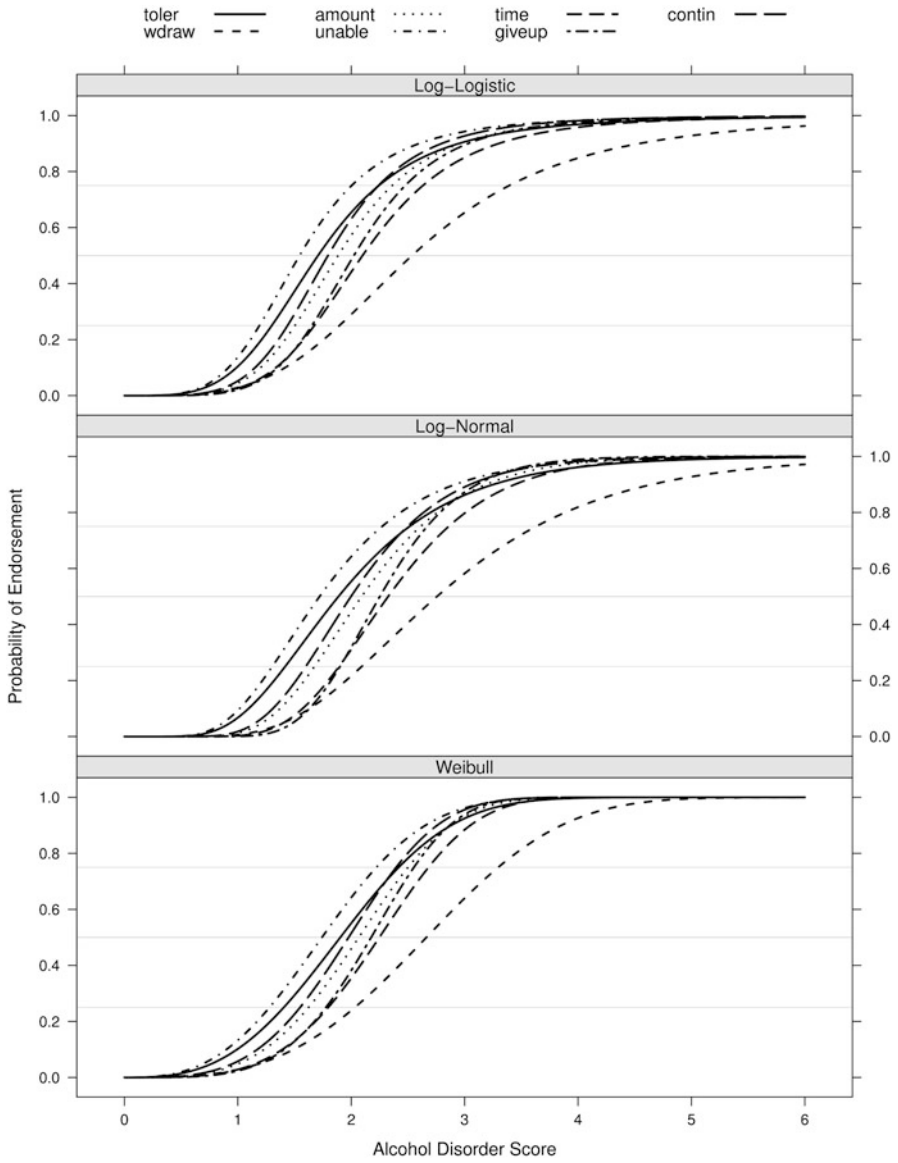 toler amount time contin
wdraw unable giveup
Log−Logistic
1.0
0.8
0.6
0.4
0.2
0.0
Log−Normal
1.0
0.8
0.6
0.4
0.2
0.0
Probability of Endorsement
Weibull
1.0
0.8
0.6
0.4
0.2
0.0
0 1 2 3 4 5 6
Alcohol Disorder Score